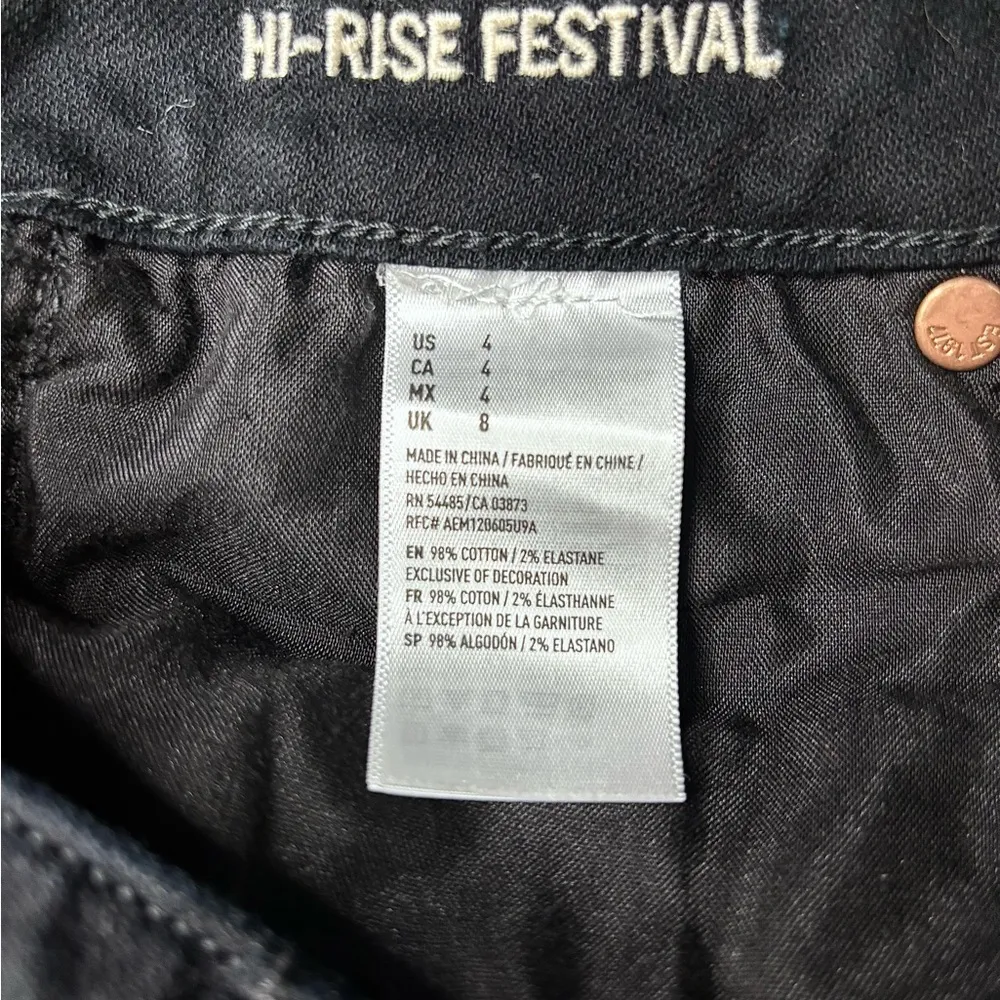 HI-RISE FESTIVAL
US 4
CA 4
MX 4
UK 8
MADE IN CHINA / FABRIQUÉ EN CHINE /
HECHO EN CHINA
RN 54485/CA 03873
RFC# AEM120605U9A
EN 98% COTTON / 2% ELASTANE
EXCLUSIVE OF DECORATION
FR 98% COTON / 2% ÉLASTHANNE
À L'EXCEPTION DE LA GARNITURE
SP 98% ALGODÓN / 2% ELASTANO
EST 1977